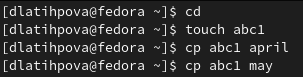 [dlatihpova@fedora ~]$ cd
[dlatihpova@fedora ~]$ touch abc1
[dlatihpova@fedora ~]$ cp abc1 april
[dlatihpova@fedora ~]$ cp abc1 may